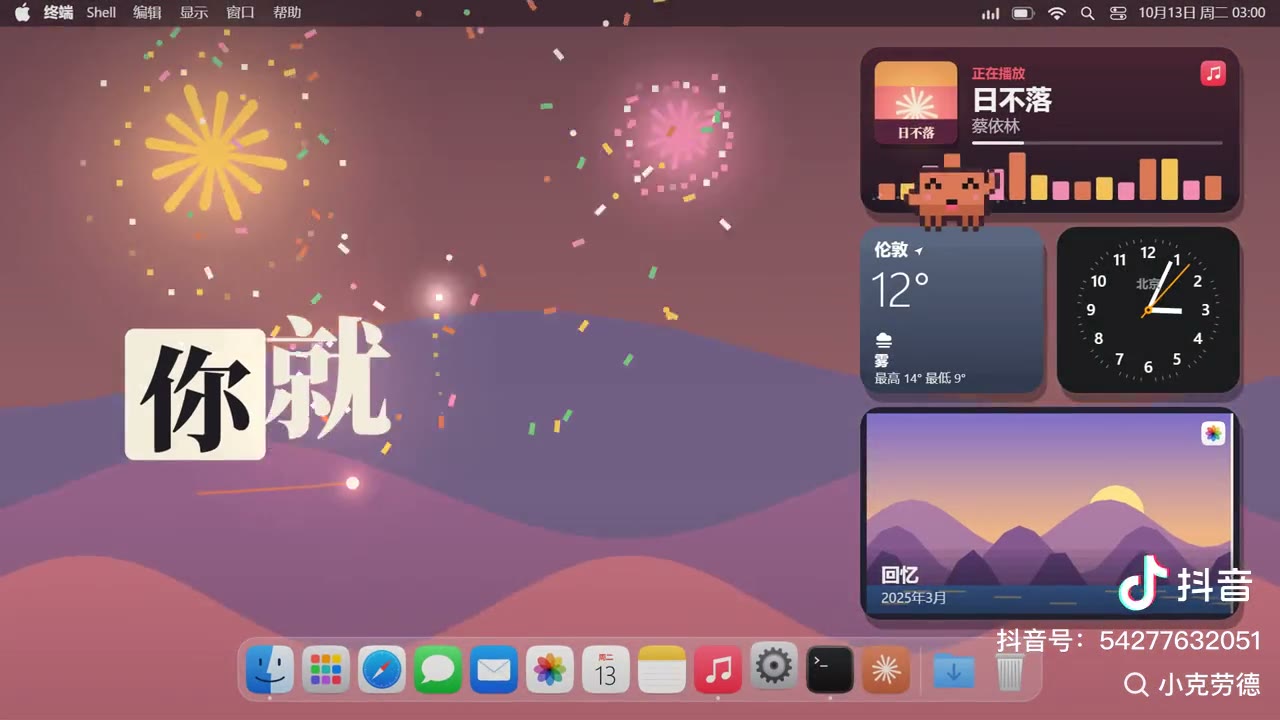 终端 Shell 编辑 显示 窗口 帮助
10月13日 周二 03:00
正在播放
日不落
蔡依林
日不落
你就
伦敦
12°
雾
最高 14° 最低 9°
北京
12
1
2
3
4
5
6
7
8
9
10
11
回忆
2025年3月
抖音
抖音号：54277632051
小克劳德
周二
13